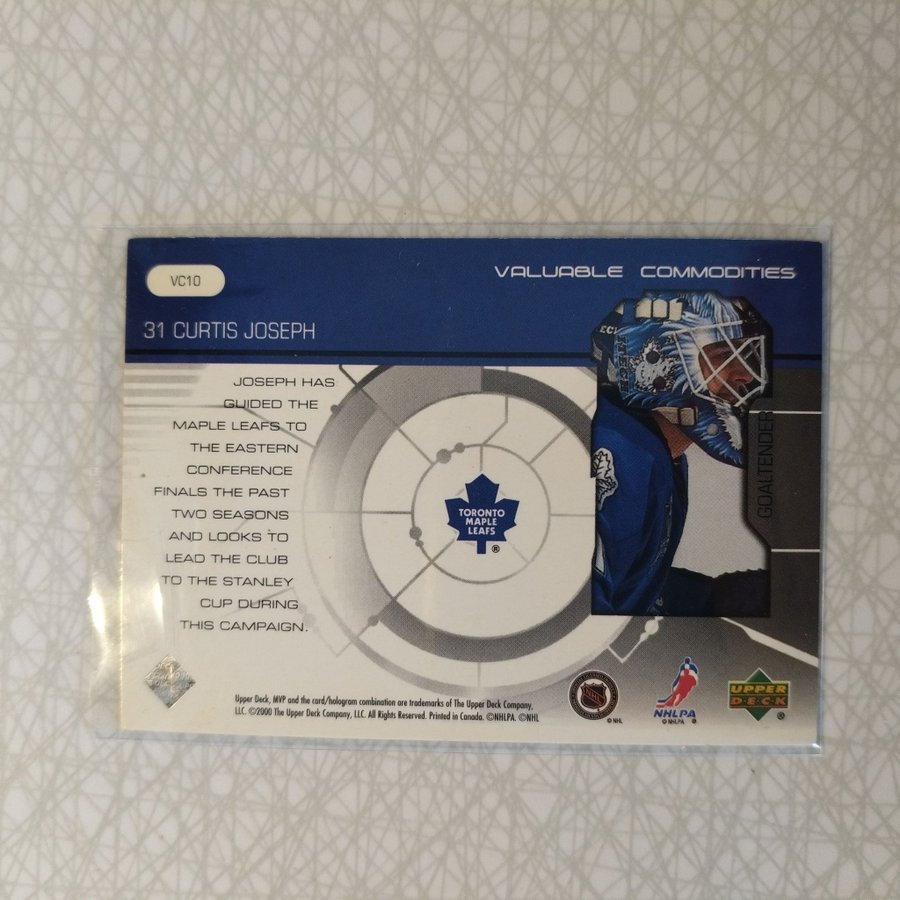 VC10
VALUABLE COMMODITIES
31 CURTIS JOSEPH
JOSEPH HAS
GUIDED THE
MAPLE LEAFS TO
THE EASTERN
CONFERENCE
FINALS THE PAST
TWO SEASONS
AND LOOKS TO
LEAD THE CLUB
TO THE STANLEY
CUP DURING
THIS CAMPAIGN.
TORONTO
MAPLE
LEAFS
®
GOALTENDER
Upper Deck, MVP and the card/hologram combination are trademarks of The Upper Deck Company,
LLC. ©2000 The Upper Deck Company, LLC. All Rights Reserved. Printed in Canada. ©NHLPA. ©NHL
NHL
© NHL
NHLPA
© NHLPA ®
UPPER
DECK
®